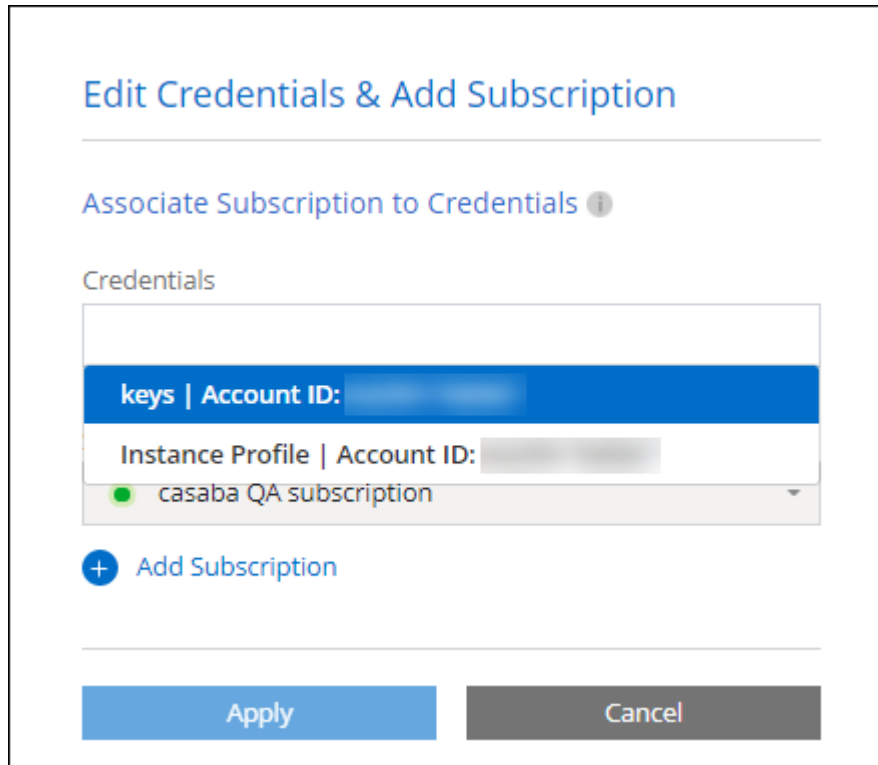 Edit Credentials & Add Subscription
Associate Subscription to Credentials
Credentials
keys | Account ID:
Instance Profile | Account ID:
casaba QA subscription
Add Subscription
Apply
Cancel